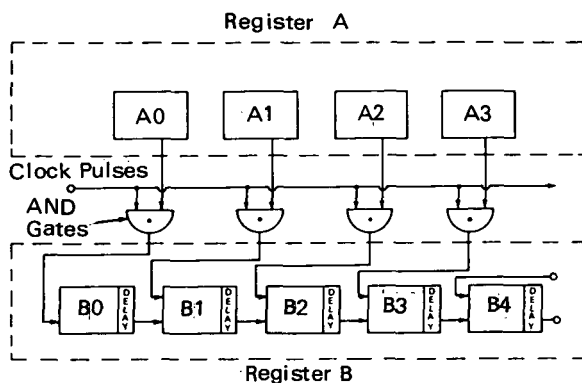 Register A
A0 A1 A2 A3
Clock Pulses
AND
Gates
B0 DELAY B1 DELAY B2 DELAY B3 DELAY B4 DELAY
Register B